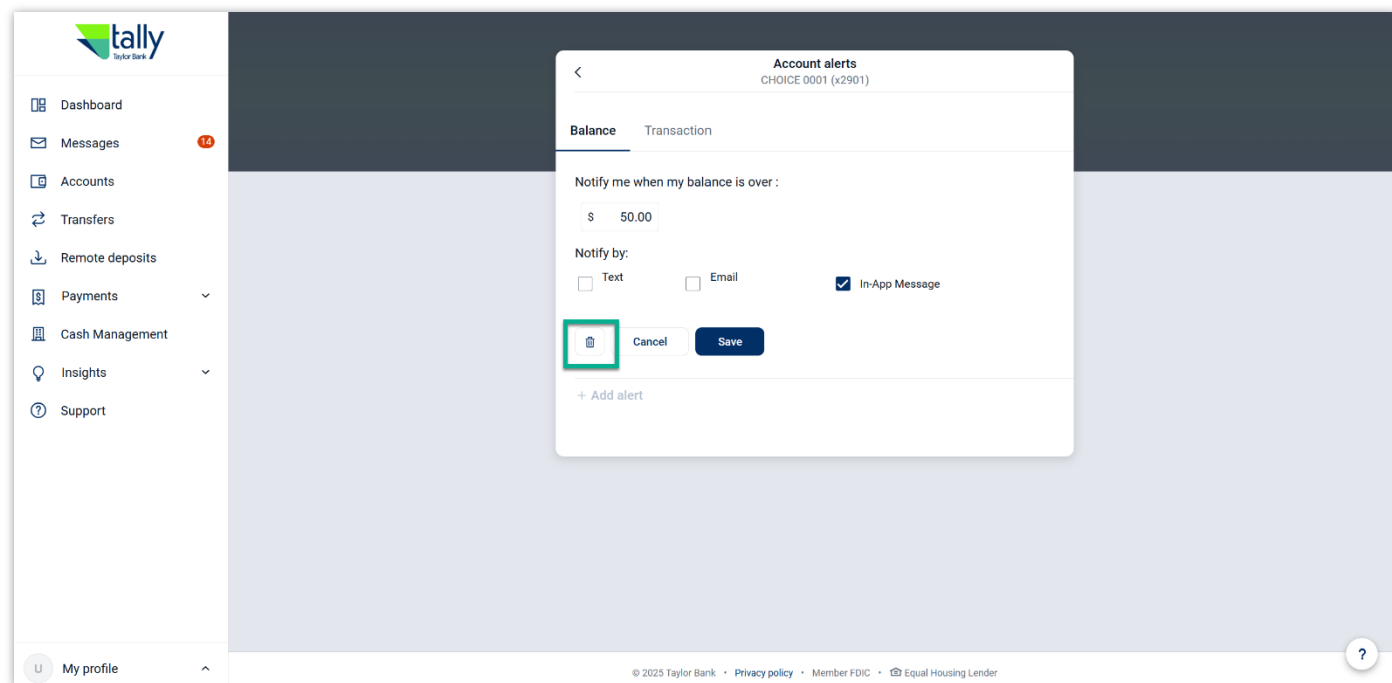 tally
Taylor Bank
Dashboard
Messages 14
Accounts
Transfers
Remote deposits
Payments
Cash Management
Insights
Support
U My profile
Account alerts
CHOICE 0001 (x2901)
Balance Transaction
Notify me when my balance is over :
$ 50.00
Notify by:
Text Email In-App Message
Cancel Save
+ Add alert
?
© 2025 Taylor Bank • Privacy policy • Member FDIC • Equal Housing Lender